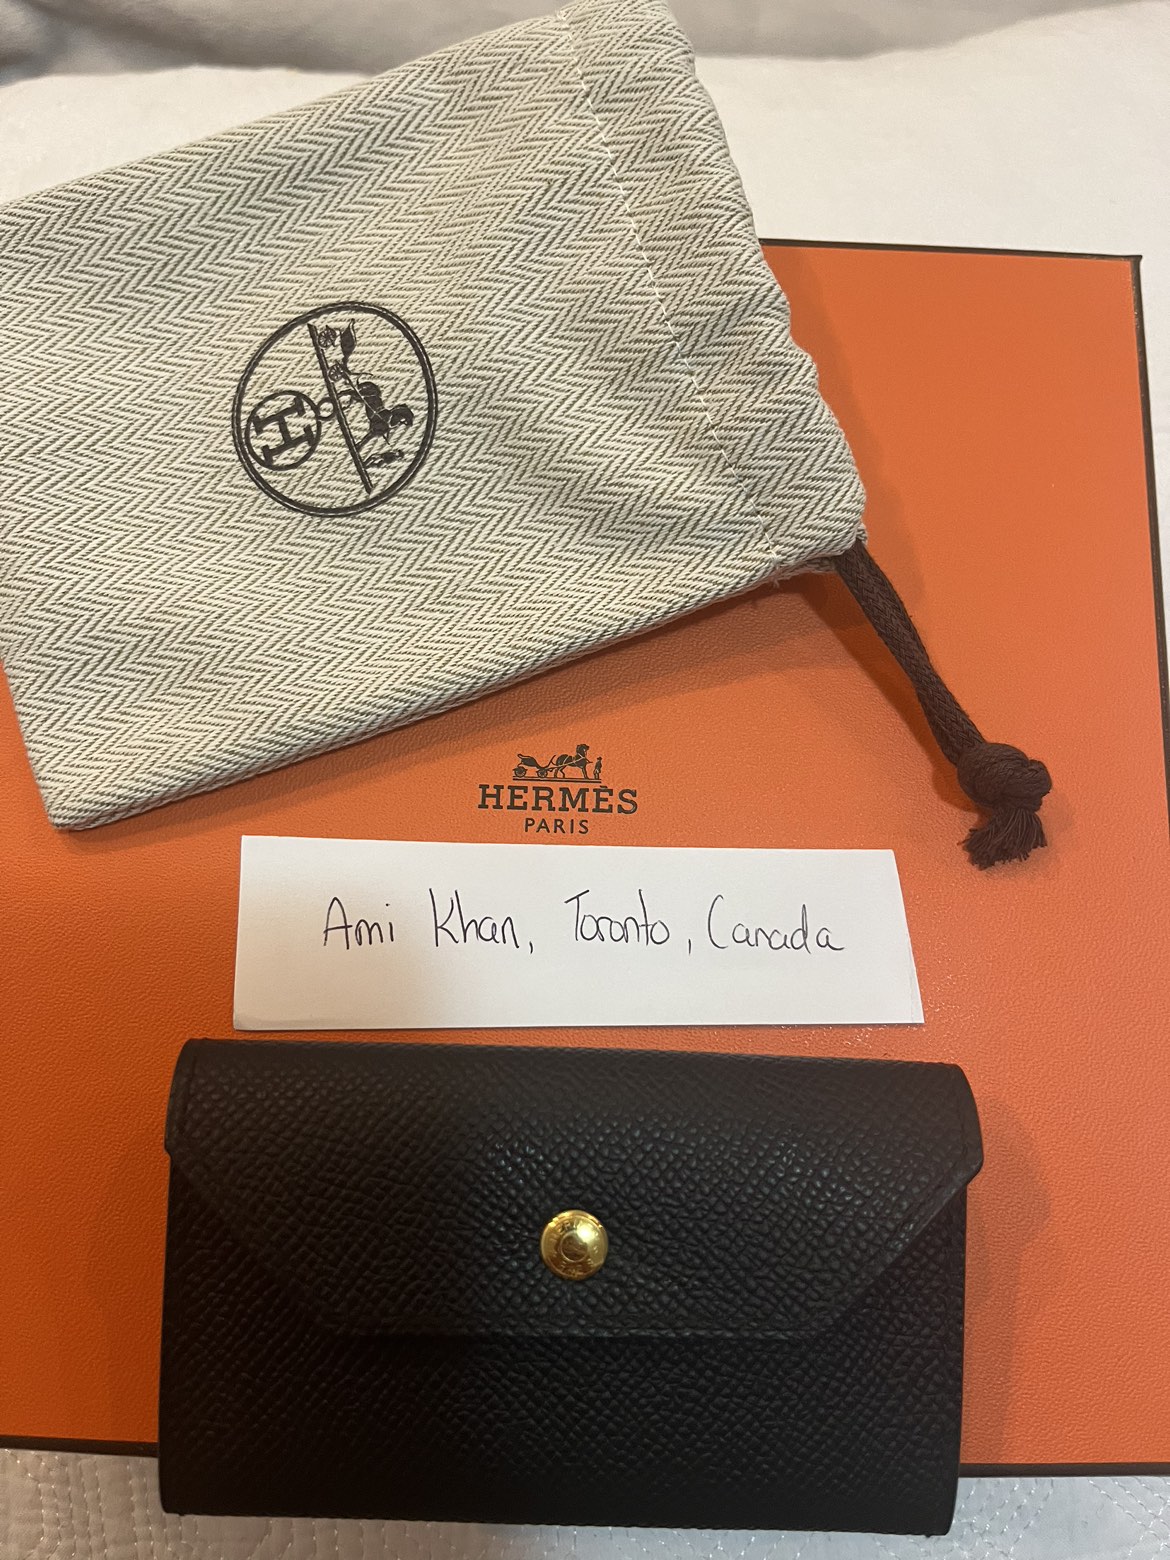 H
HERMÈS
PARIS
Ami Khan, Toronto, Canada